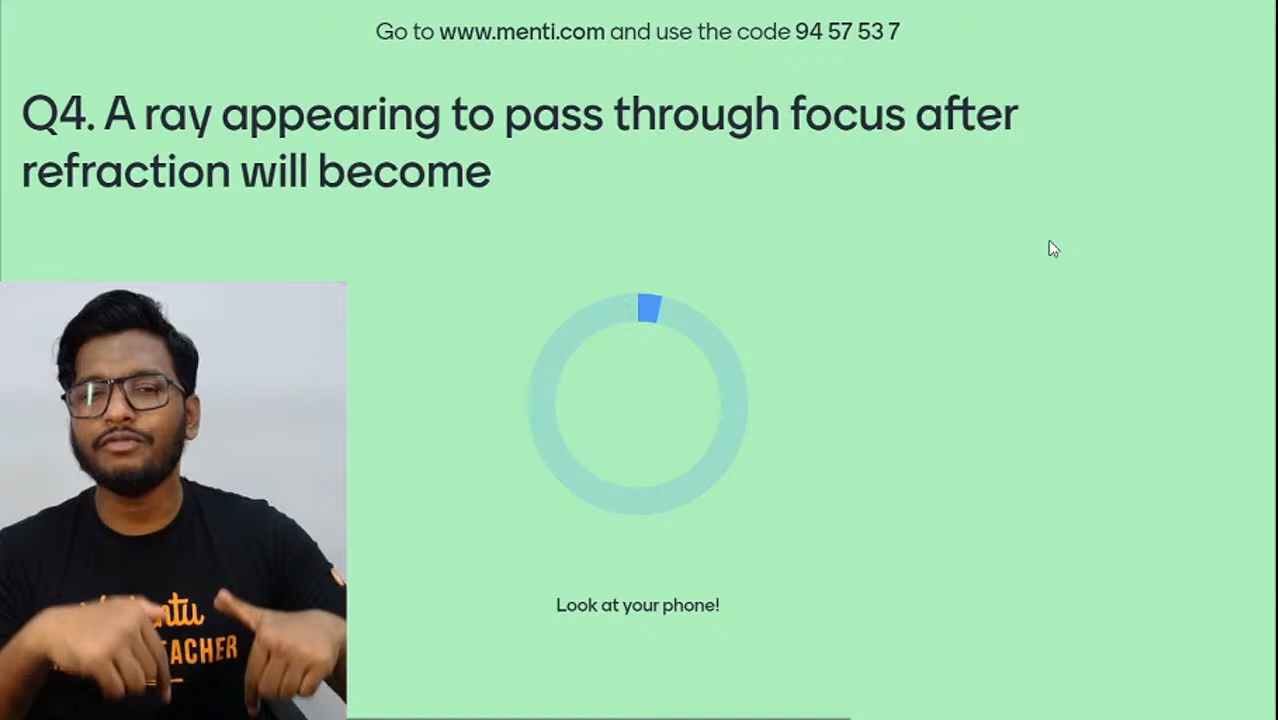 Go to www.menti.com and use the code 94 57 53 7
Q4. A ray appearing to pass through focus after
refraction will become
Look at your phone!